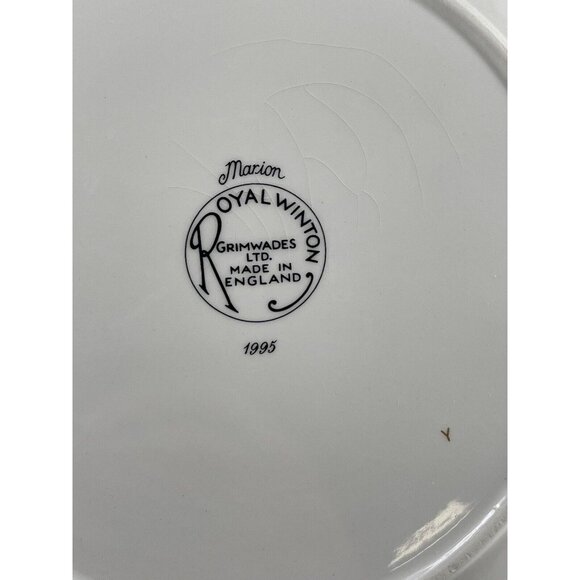 Marion
ROYAL WINTON
GRIMWADES
LTD.
MADE IN
ENGLAND
1995
Y